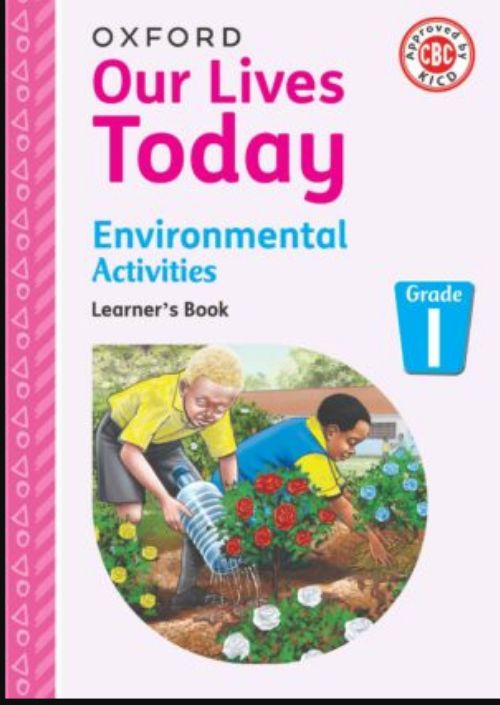 OXFORD
Our Lives
Today
Environmental
Activities
Learner's Book
Approved by
CBC
KICD
Grade
1